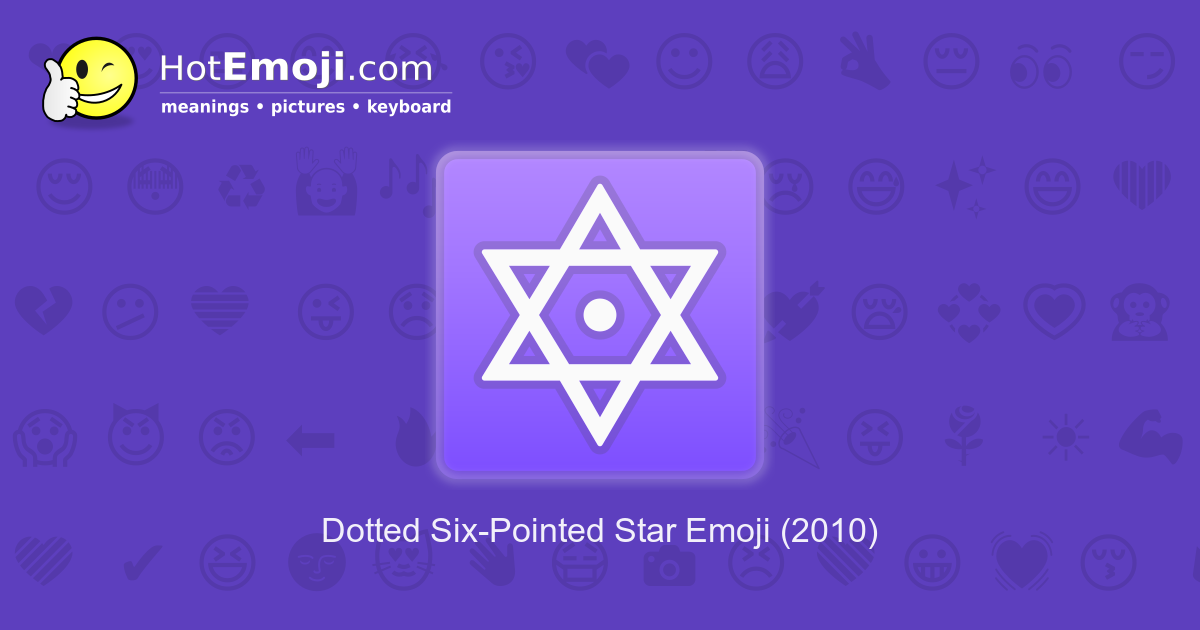 HotEmoji.com
meanings • pictures • keyboard
Dotted Six-Pointed Star Emoji (2010)